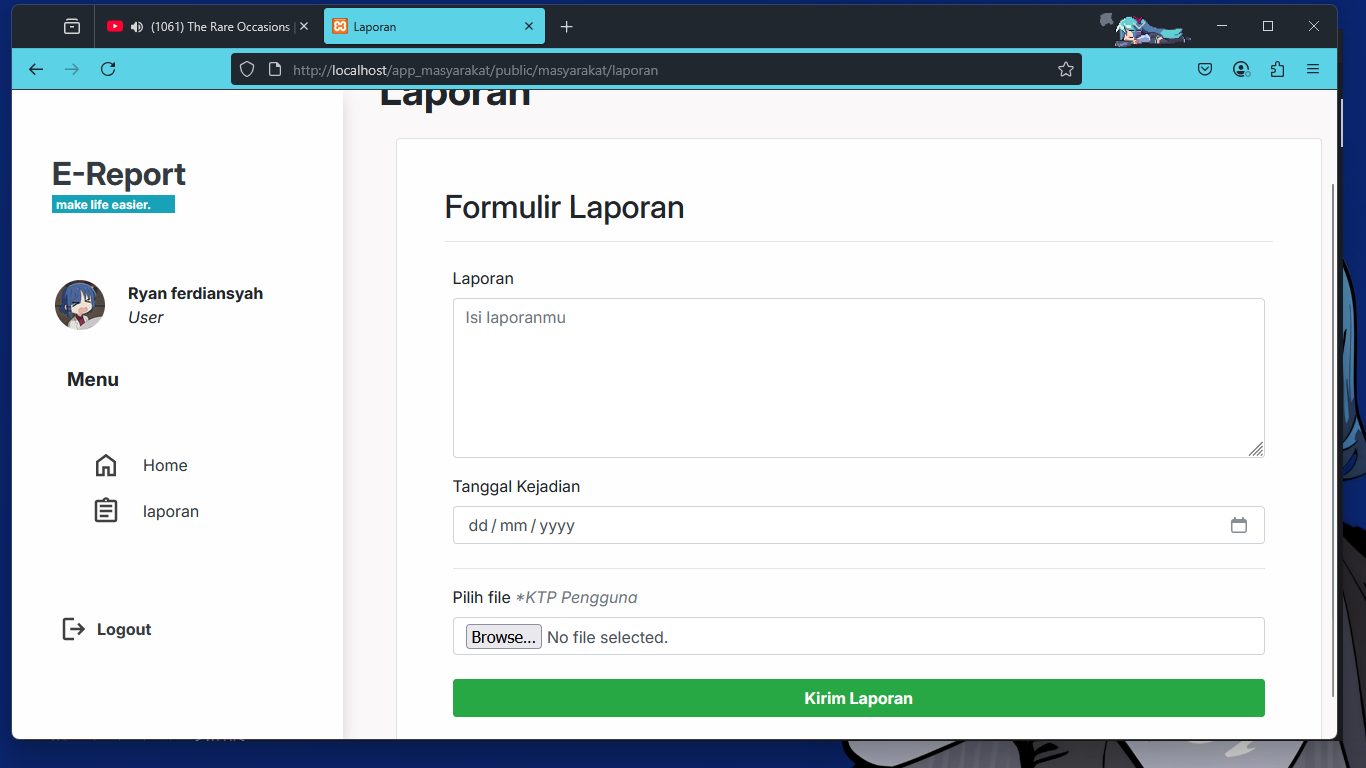 (1061) The Rare Occasions
Laporan
http://localhost/app_masyarakat/public/masyarakat/laporan
Laporan
E-Report
make life easier.
Ryan ferdiansyah
User
Menu
Home
laporan
Logout
Formulir Laporan
Laporan
Isi laporanmu
Tanggal Kejadian
dd / mm / yyyy
Pilih file *KTP Pengguna
Browse... No file selected.
Kirim Laporan